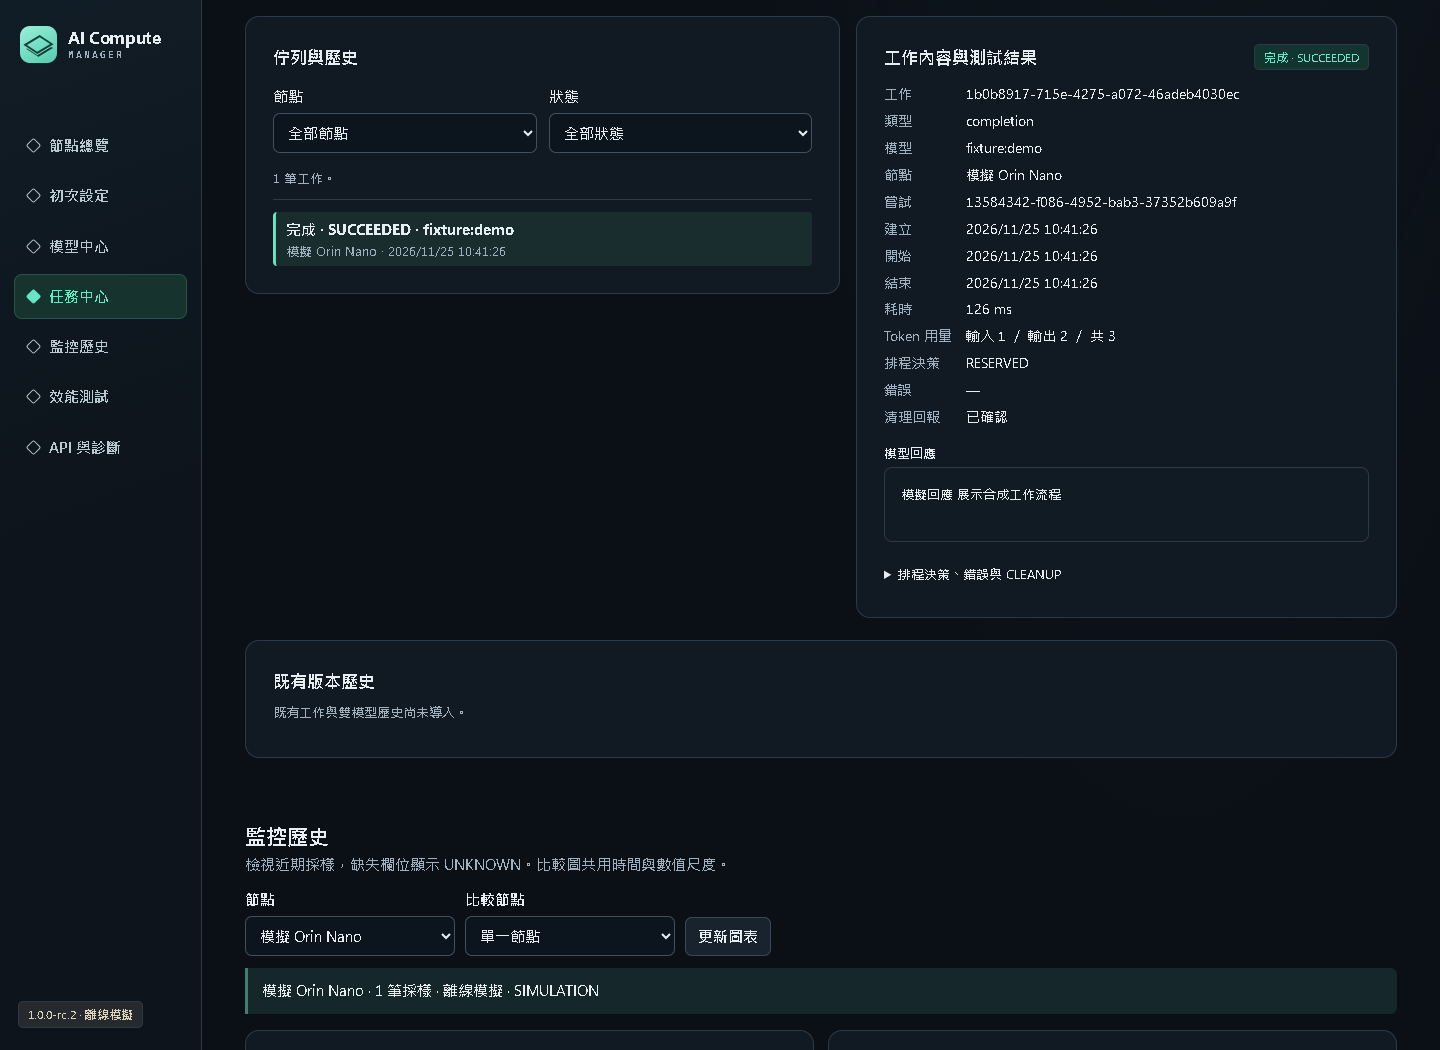 AI Compute
MANAGER
節點總覽
初次設定
模型中心
任務中心
監控歷史
效能測試
API 與診斷
1.0.0-rc.2 · 離線模擬
佇列與歷史
節點
狀態
全部節點
全部狀態
1 筆工作。
完成 · SUCCEEDED · fixture:demo
模擬 Orin Nano · 2026/11/25 10:41:26
工作內容與測試結果
完成 · SUCCEEDED
工作 1b0b8917-715e-4275-a072-46adeb4030ec
類型 completion
模型 fixture:demo
節點 模擬 Orin Nano
嘗試 13584342-f086-4952-bab3-37352b609a9f
建立 2026/11/25 10:41:26
開始 2026/11/25 10:41:26
結束 2026/11/25 10:41:26
耗時 126 ms
Token 用量 輸入 1 / 輸出 2 / 共 3
排程決策 RESERVED
錯誤 —
清理回報 已確認
模型回應
模擬回應 展示合成工作流程
排程決策、錯誤與 CLEANUP
既有版本歷史
既有工作與雙模型歷史尚未導入。
監控歷史
檢視近期採樣，缺失欄位顯示 UNKNOWN。比較圖共用時間與數值尺度。
節點
比較節點
模擬 Orin Nano
單一節點
更新圖表
模擬 Orin Nano · 1 筆採樣 · 離線模擬 · SIMULATION